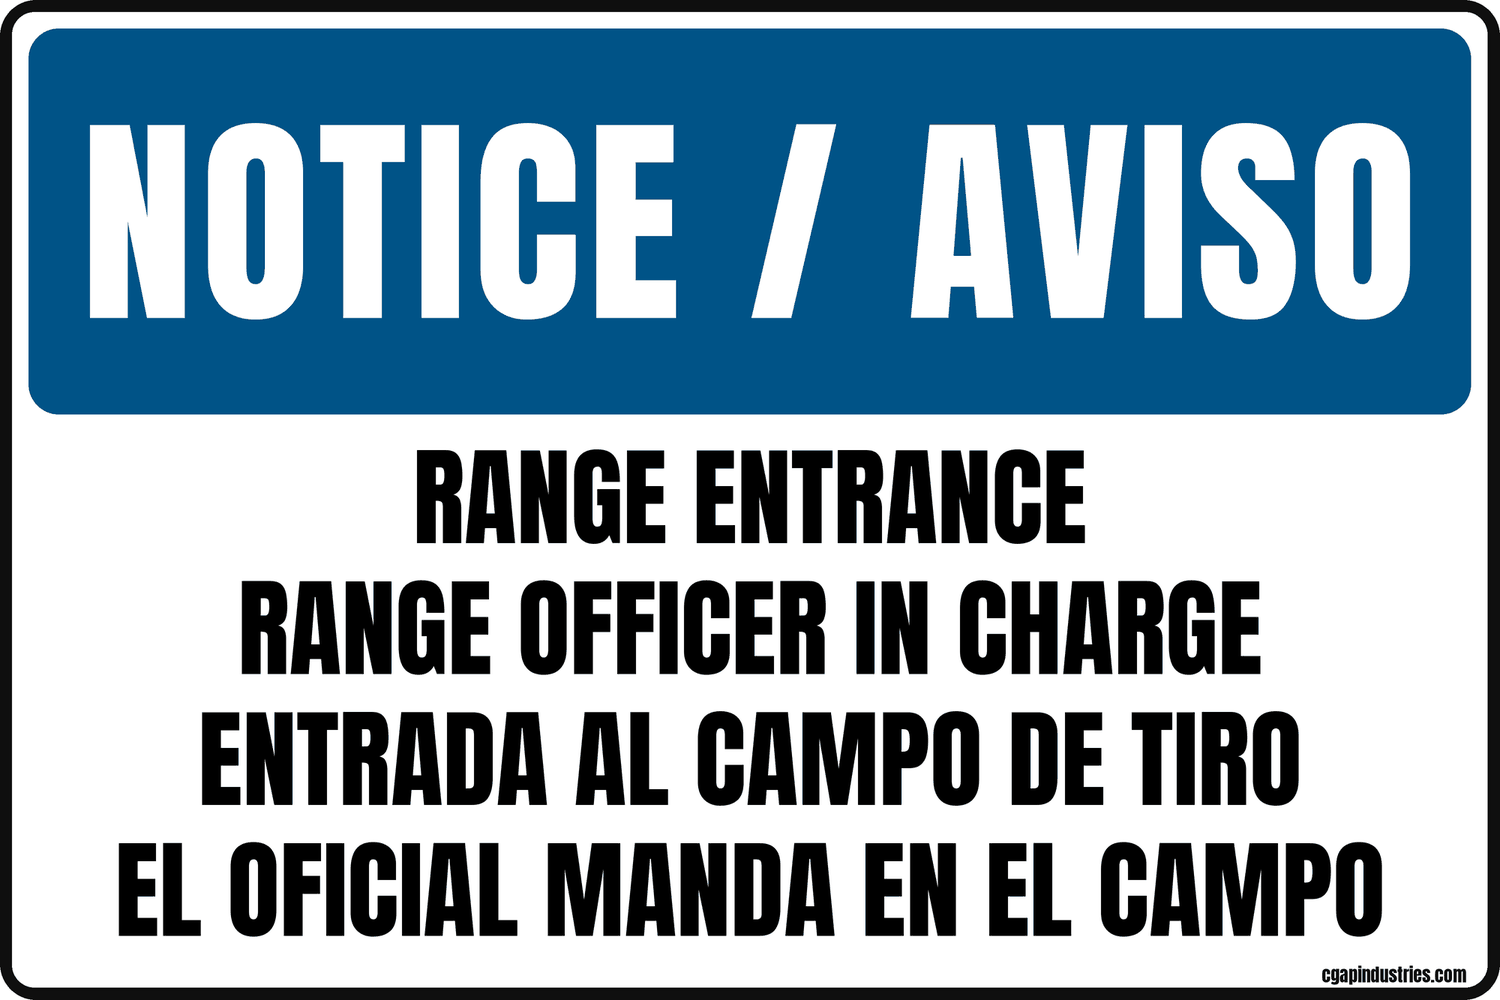 NOTICE / AVISO
RANGE ENTRANCE
RANGE OFFICER IN CHARGE
ENTRADA AL CAMPO DE TIRO
EL OFICIAL MANDA EN EL CAMPO
cgapindustries.com